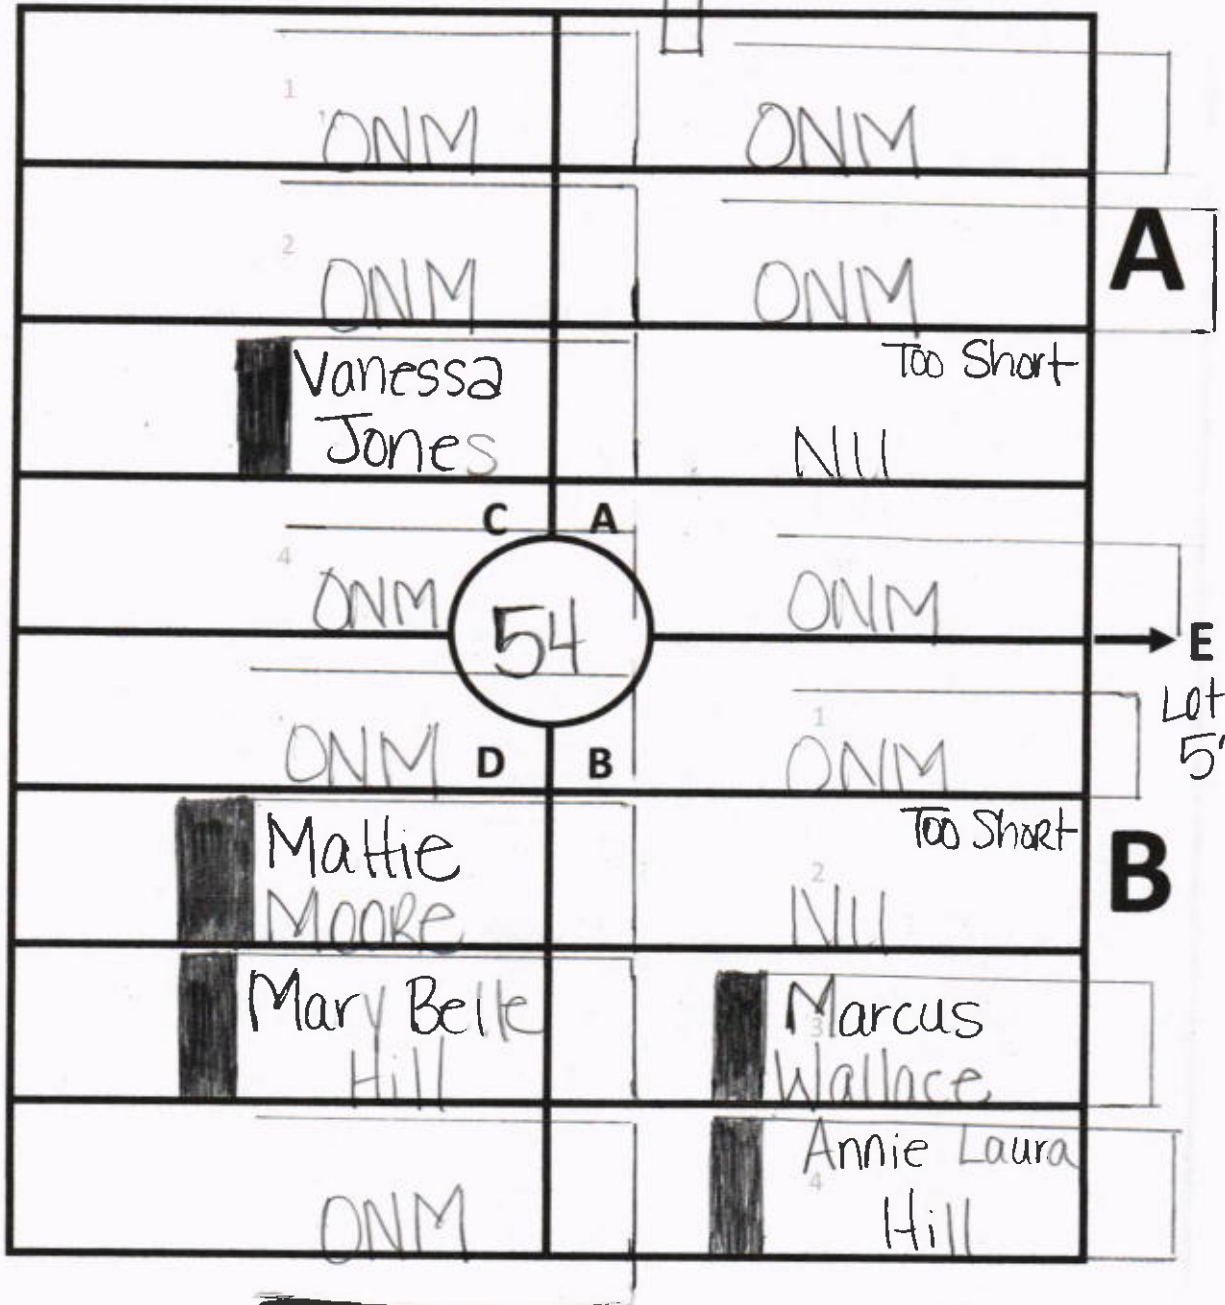 1
ONM ONM
2
ONM ONM
A
Vanessa
Jones
Too Short
NU
C A
4
ONM ONM
54
E
Lot
5'
1
ONM D B ONM
Mattie
Moore
Too Short
2
NU
B
Mary Belle
Hill
3
Marcus
Wallace
ONM
Annie Laura
4
Hill